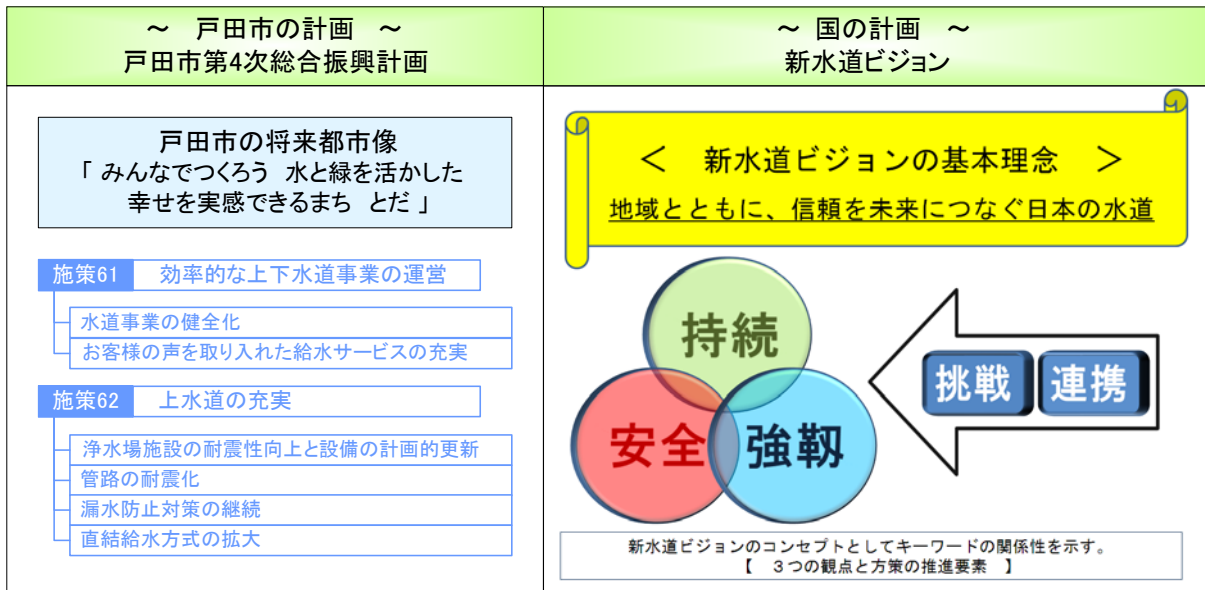 ～　戸田市の計画　～
戸田市第4次総合振興計画
戸田市の将来都市像
「 みんなでつくろう　水と緑を活かした
幸せを実感できるまち　とだ 」
施策61　効率的な上下水道事業の運営
水道事業の健全化
お客様の声を取り入れた給水サービスの充実
施策62　上水道の充実
浄水場施設の耐震性向上と設備の計画的更新
管路の耐震化
漏水防止対策の継続
直結給水方式の拡大
～ 国の計画 ～
新水道ビジョン
＜　新水道ビジョンの基本理念　＞
地域とともに、信頼を未来につなぐ日本の水道
持続
安全
強靱
挑戦
連携
新水道ビジョンのコンセプトとしてキーワードの関係性を示す。
【　３つの観点と方策の推進要素　】